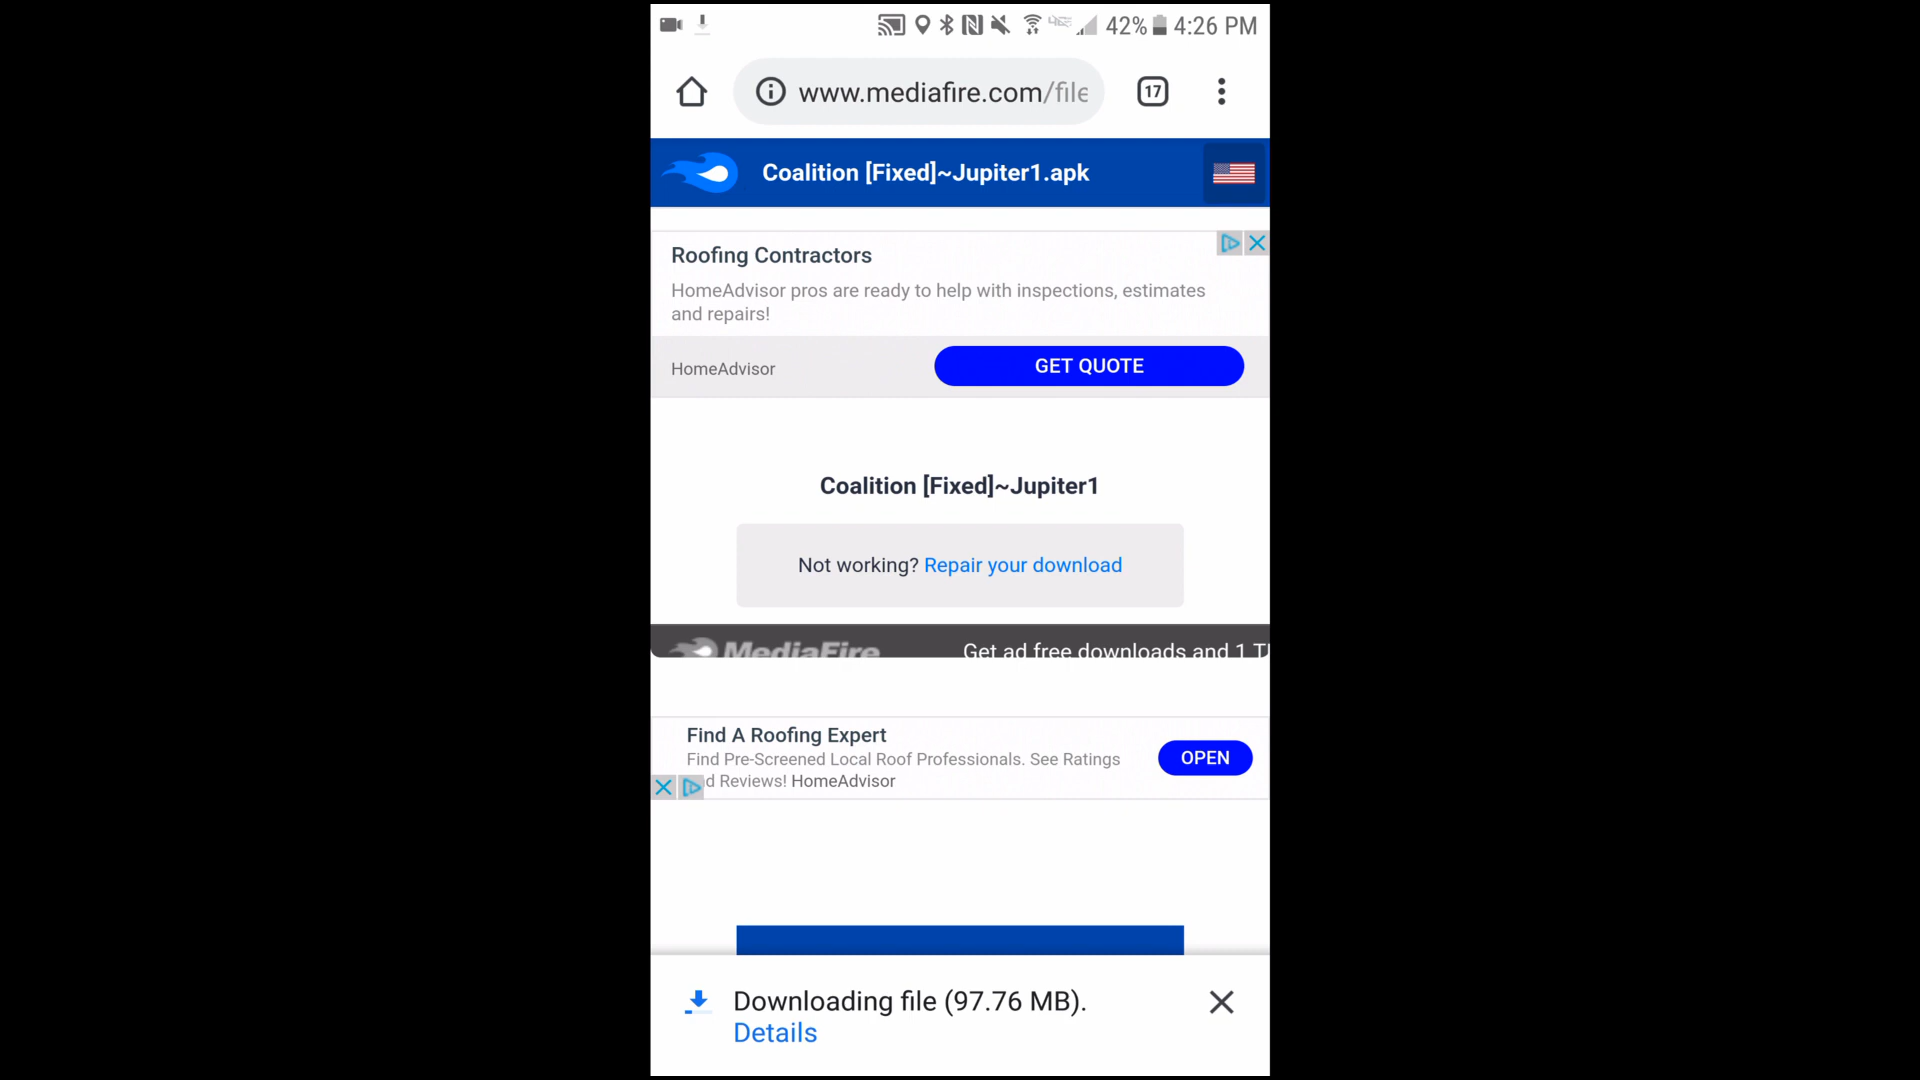 42% 4:26 PM
www.mediafire.com/file
17
Coalition [Fixed]~Jupiter1.apk
Roofing Contractors
HomeAdvisor pros are ready to help with inspections, estimates
and repairs!
HomeAdvisor
GET QUOTE
Coalition [Fixed]~Jupiter1
Not working? Repair your download
MediaFire
Get ad free downloads and 1 T
Find A Roofing Expert
Find Pre-Screened Local Roof Professionals. See Ratings
d Reviews! HomeAdvisor
OPEN
Downloading file (97.76 MB).
Details